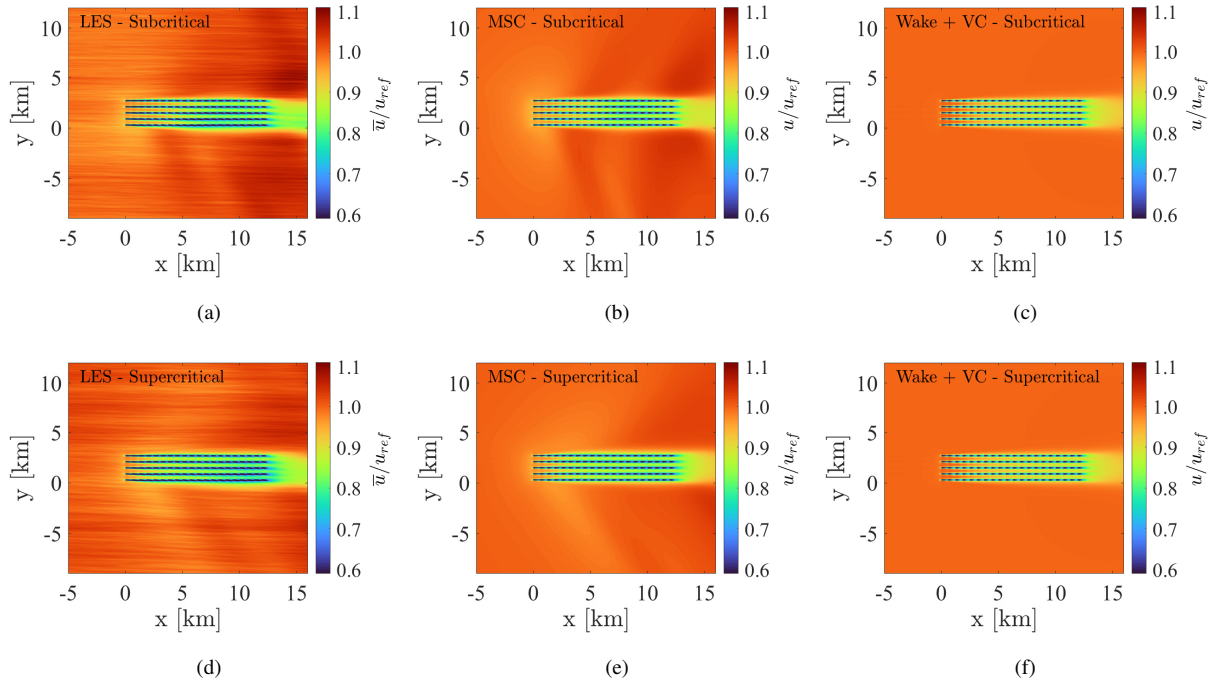 LES - Subcritical
10
5
0
-5
y [km]
-5 0 5 10 15
x [km]
1.1
1.0
0.9
0.8
0.7
0.6
u̅/u_ref
(a)
MSC - Subcritical
10
5
0
-5
y [km]
-5 0 5 10 15
x [km]
1.1
1.0
0.9
0.8
0.7
0.6
u/u_ref
(b)
Wake + VC - Subcritical
10
5
0
-5
y [km]
-5 0 5 10 15
x [km]
1.1
1.0
0.9
0.8
0.7
0.6
u/u_ref
(c)
LES - Supercritical
10
5
0
-5
y [km]
-5 0 5 10 15
x [km]
1.1
1.0
0.9
0.8
0.7
0.6
u̅/u_ref
(d)
MSC - Supercritical
10
5
0
-5
y [km]
-5 0 5 10 15
x [km]
1.1
1.0
0.9
0.8
0.7
0.6
u/u_ref
(e)
Wake + VC - Supercritical
10
5
0
-5
y [km]
-5 0 5 10 15
x [km]
1.1
1.0
0.9
0.8
0.7
0.6
u/u_ref
(f)